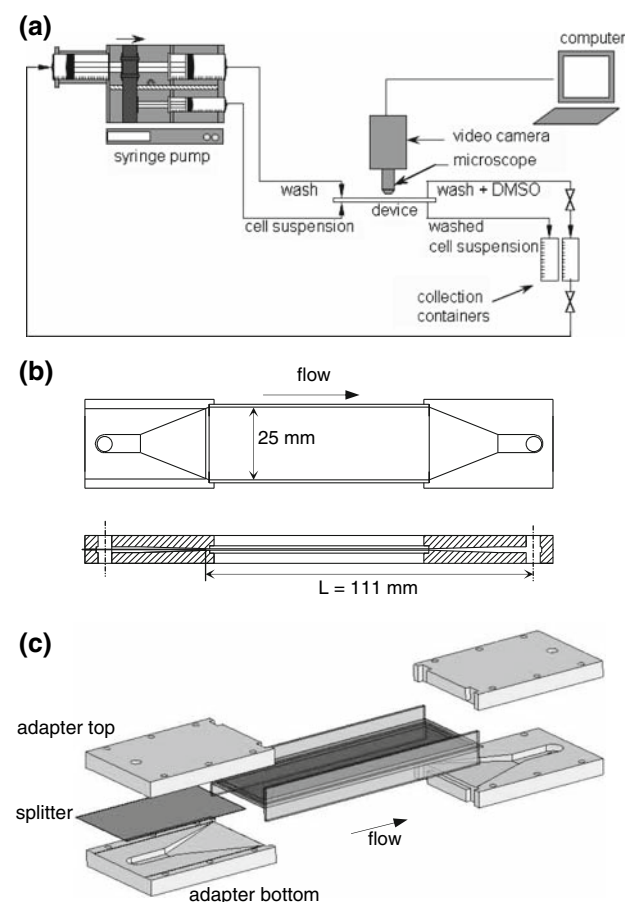 (a)
computer
video camera
microscope
syringe pump
wash
wash + DMSO
device
cell suspension
washed
cell suspension
collection
containers
(b)
flow
25 mm
L = 111 mm
(c)
adapter top
splitter
flow
adapter bottom